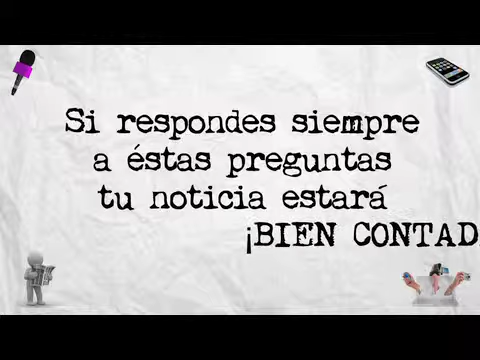 Si respondes siempre
a éstas preguntas
tu noticia estará
¡BIEN CONTAD